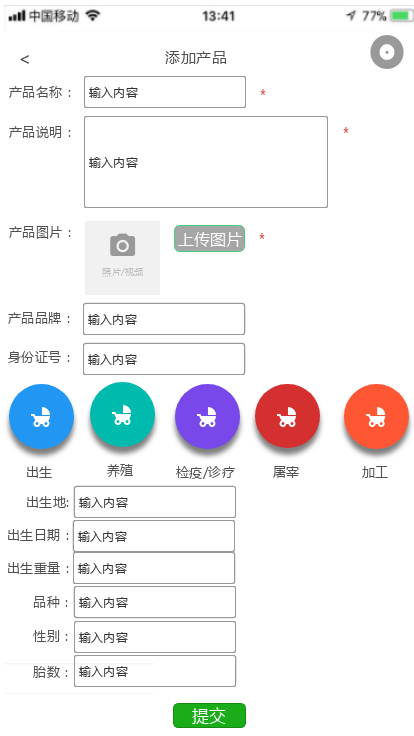 中国移动 13:41 77%
< 添加产品
产品名称： 输入内容 *
产品说明： 输入内容 *
产品图片： 上传图片 *
照片/视频
产品品牌： 输入内容
身份证号： 输入内容
出生 养殖 检疫/诊疗 屠宰 加工
出生地: 输入内容
出生日期： 输入内容
出生重量： 输入内容
品种： 输入内容
性别： 输入内容
胎数： 输入内容
提交